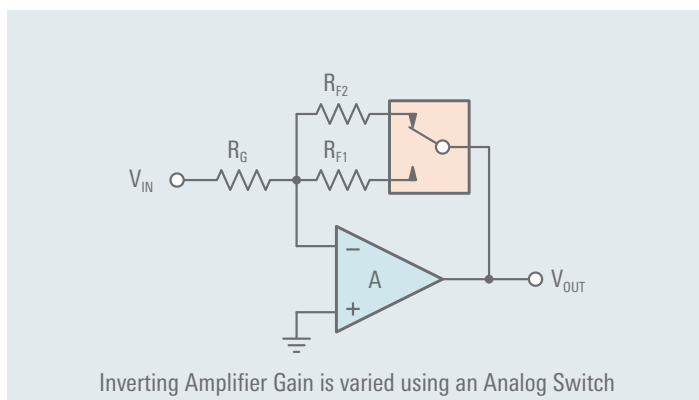 R_F2
R_G
R_F1
V_IN
A
−
+
V_OUT
Inverting Amplifier Gain is varied using an Analog Switch